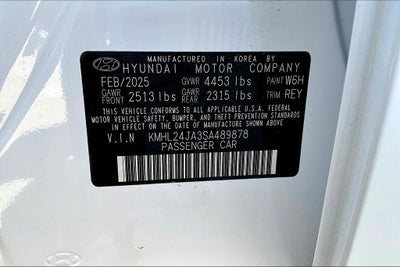 MANUFACTURED IN KOREA BY
HYUNDAI MOTOR COMPANY
FEB/2025 GVWR 4453 lbs PAINT W6H
GAWR FRONT 2513 lbs GAWR REAR 2315 lbs TRIM REY
THIS VEHICLE CONFORMS TO ALL APPLICABLE U.S.A. FEDERAL
MOTOR VEHICLE SAFETY, BUMPER, AND THEFT PREVENTION STANDARDS
IN EFFECT ON THE DATE OF MANUFACTURE SHOWN ABOVE.
V.I.N KMHL24JA3SA489878
PASSENGER CAR